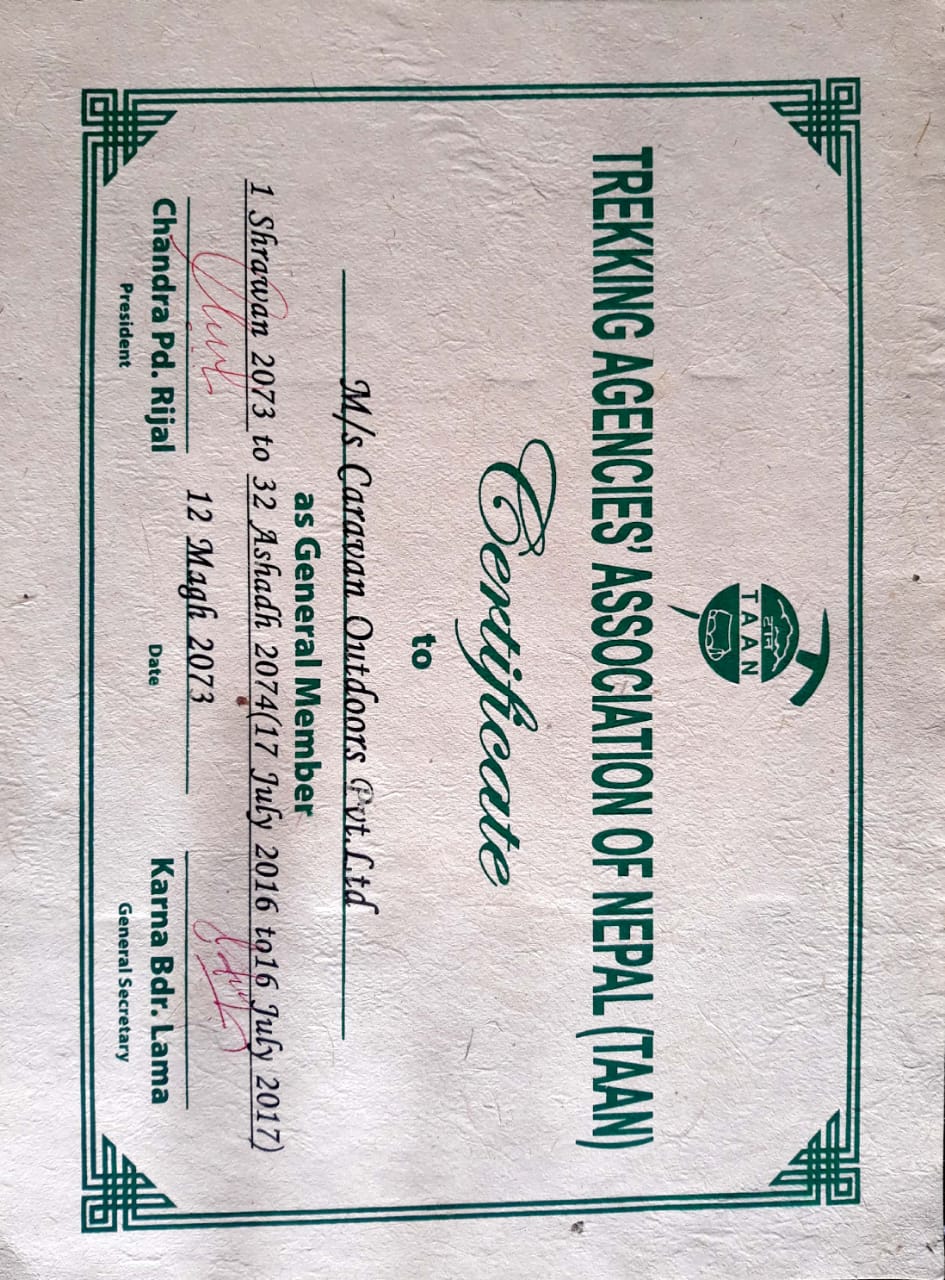 टान
TAAN
TREKKING AGENCIES' ASSOCIATION OF NEPAL (TAAN)
Certificate
to
M/s Caravan Outdoors Pvt.Ltd
as General Member
1 Shrawan 2073 to 32 Ashadh 2074(17 July 2016 to16 July 2017)
12 Magh 2073
Chandra Pd. Rijal
Date
Karna Bdr. Lama
President
General Secretary